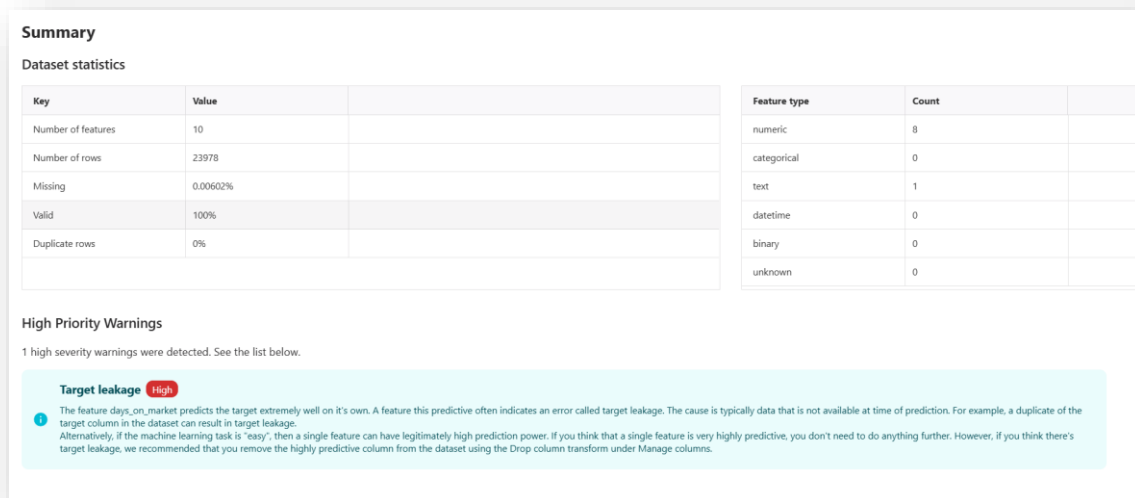 Summary
Dataset statistics
Key Value
Number of features 10
Number of rows 23978
Missing 0.00602%
Valid 100%
Duplicate rows 0%
Feature type Count
numeric 8
categorical 0
text 1
datetime 0
binary 0
unknown 0
High Priority Warnings
1 high severity warnings were detected. See the list below.
Target leakage High
The feature days_on_market predicts the target extremely well on it's own. A feature this predictive often indicates an error called target leakage. The cause is typically data that is not available at time of prediction. For example, a duplicate of the
target column in the dataset can result in target leakage.
Alternatively, if the machine learning task is "easy", then a single feature can have legitimately high prediction power. If you think that a single feature is very highly predictive, you don't need to do anything further. However, if you think there's
target leakage, we recommended that you remove the highly predictive column from the dataset using the Drop column transform under Manage columns.